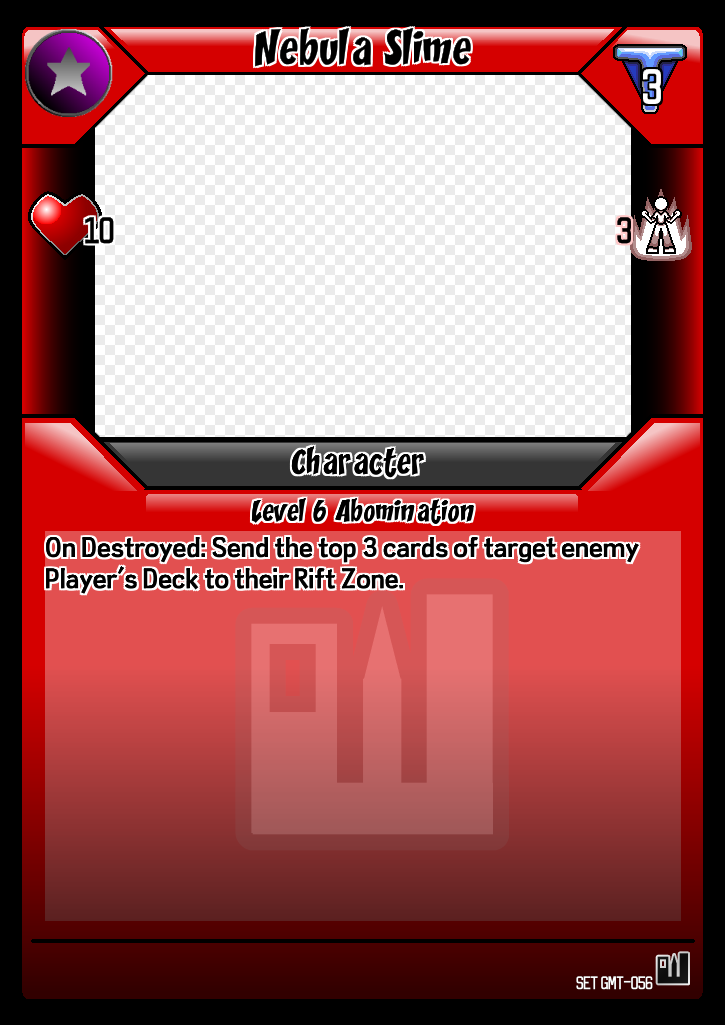 Nebula Slime
3
10
3
Character
Level 6 Abomination
On Destroyed: Send the top 3 cards of target enemy
Player's Deck to their Rift Zone.
SET GMT-056